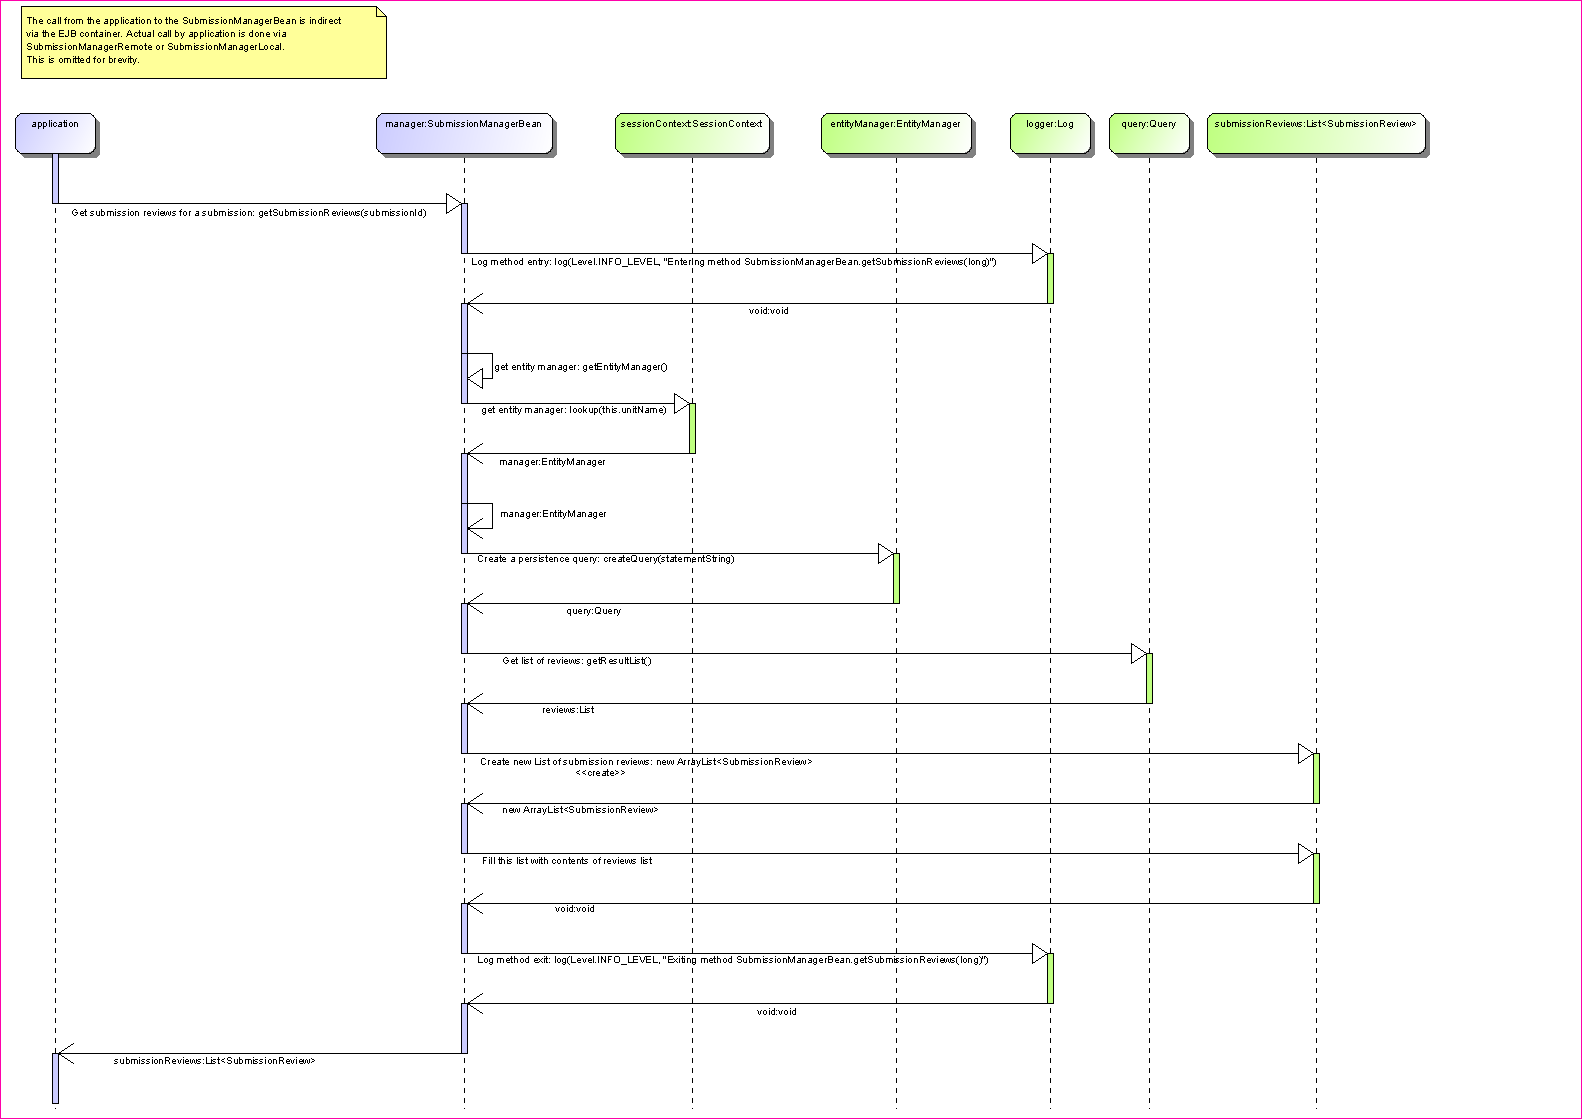 The call from the application to the SubmissionManagerBean is indirect
via the EJB container. Actual call by application is done via
SubmissionManagerRemote or SubmissionManagerLocal.
This is omitted for brevity.
application
manager:SubmissionManagerBean
sessionContext:SessionContext
entityManager:EntityManager
logger:Log
query:Query
submissionReviews:List<SubmissionReview>
Get submission reviews for a submission: getSubmissionReviews(submissionId)
Log method entry: log(Level.INFO_LEVEL, "Entering method SubmissionManagerBean.getSubmissionReviews(long)")
void:void
get entity manager: getEntityManager()
get entity manager: lookup(this.unitName)
manager:EntityManager
manager:EntityManager
Create a persistence query: createQuery(statementString)
query:Query
Get list of reviews: getResultList()
reviews:List
Create new List of submission reviews: new ArrayList<SubmissionReview>
<<create>>
new ArrayList<SubmissionReview>
Fill this list with contents of reviews list
void:void
Log method exit: log(Level.INFO_LEVEL, "Exiting method SubmissionManagerBean.getSubmissionReviews(long)")
void:void
submissionReviews:List<SubmissionReview>